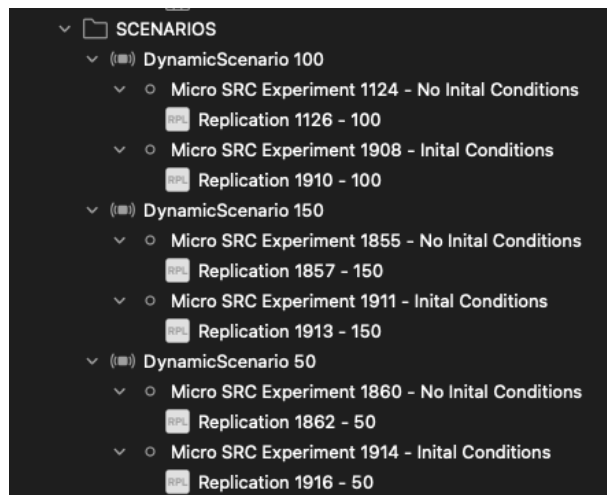 SCENARIOS
DynamicScenario 100
Micro SRC Experiment 1124 - No Inital Conditions
RPL Replication 1126 - 100
Micro SRC Experiment 1908 - Inital Conditions
RPL Replication 1910 - 100
DynamicScenario 150
Micro SRC Experiment 1855 - No Inital Conditions
RPL Replication 1857 - 150
Micro SRC Experiment 1911 - Inital Conditions
RPL Replication 1913 - 150
DynamicScenario 50
Micro SRC Experiment 1860 - No Inital Conditions
RPL Replication 1862 - 50
Micro SRC Experiment 1914 - Inital Conditions
RPL Replication 1916 - 50